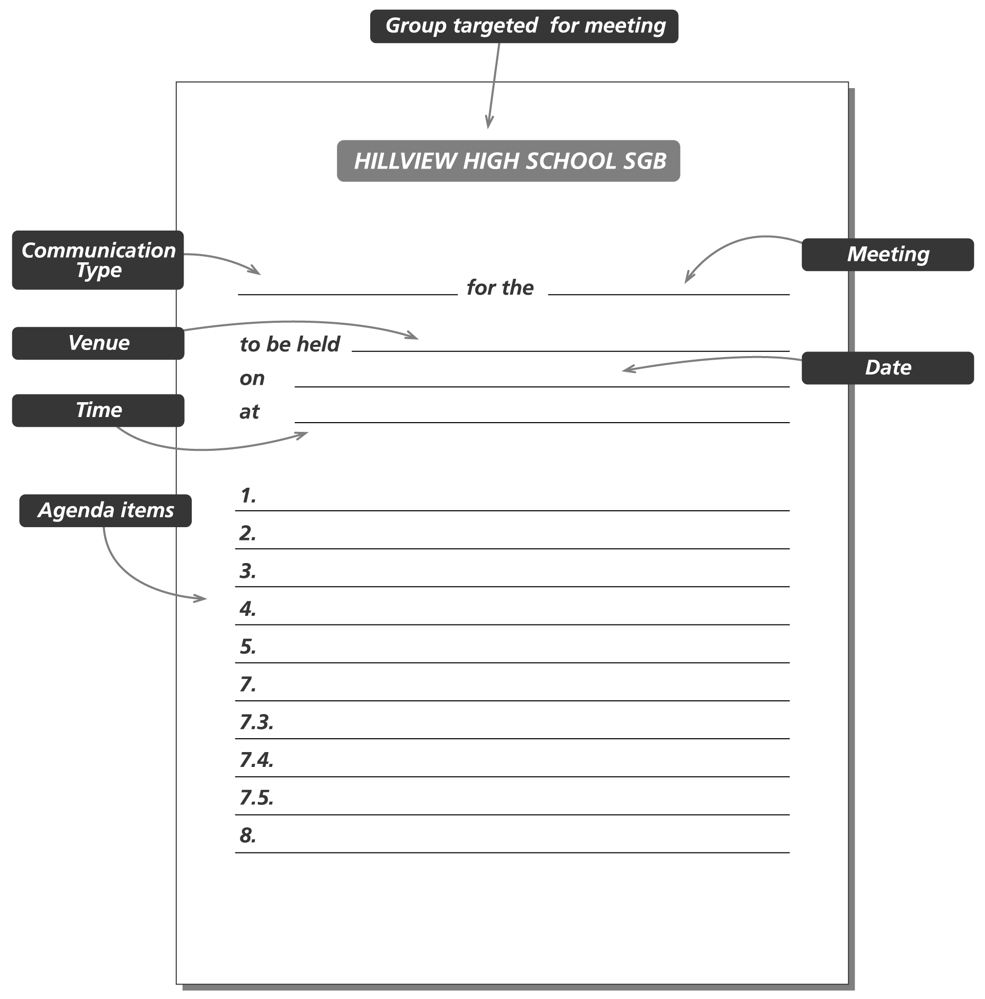 Group targeted for meeting
HILLVIEW HIGH SCHOOL SGB
Communication
Type
Meeting
for the
Venue
to be held
Date
on
Time
at
Agenda items
1.
2.
3.
4.
5.
7.
7.3.
7.4.
7.5.
8.